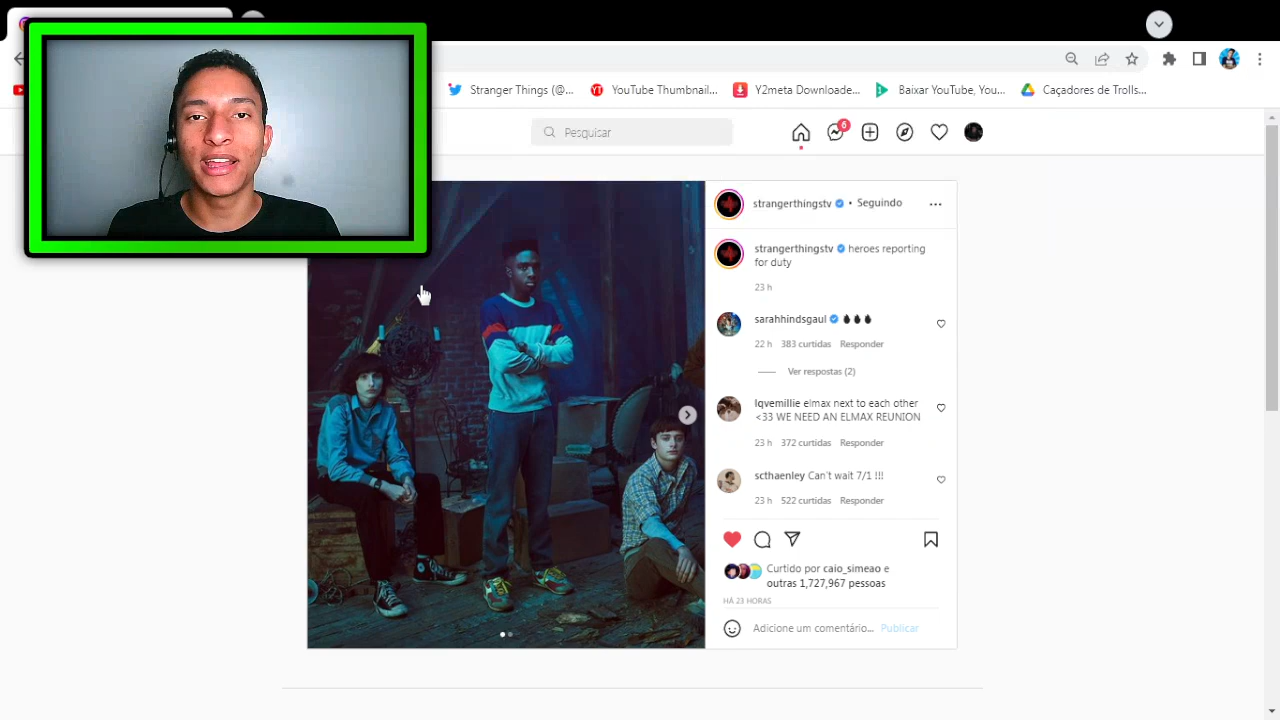 Stranger Things (@...
YouTube Thumbnail...
Y2meta Downloade...
Baixar YouTube, You...
Caçadores de Trolls...
Pesquisar
6
strangerthingstv • Seguindo
strangerthingstv heroes reporting
for duty
23 h
sarahhindsgaul
22 h 383 curtidas Responder
Ver respostas (2)
lqvemillie elmax next to each other
<33 WE NEED AN ELMAX REUNION
23 h 372 curtidas Responder
scthaenley Can't wait 7/1 !!!
23 h 522 curtidas Responder
Curtido por caio_simeao e
outras 1,727,967 pessoas
HÁ 23 HORAS
Adicione um comentário... Publicar